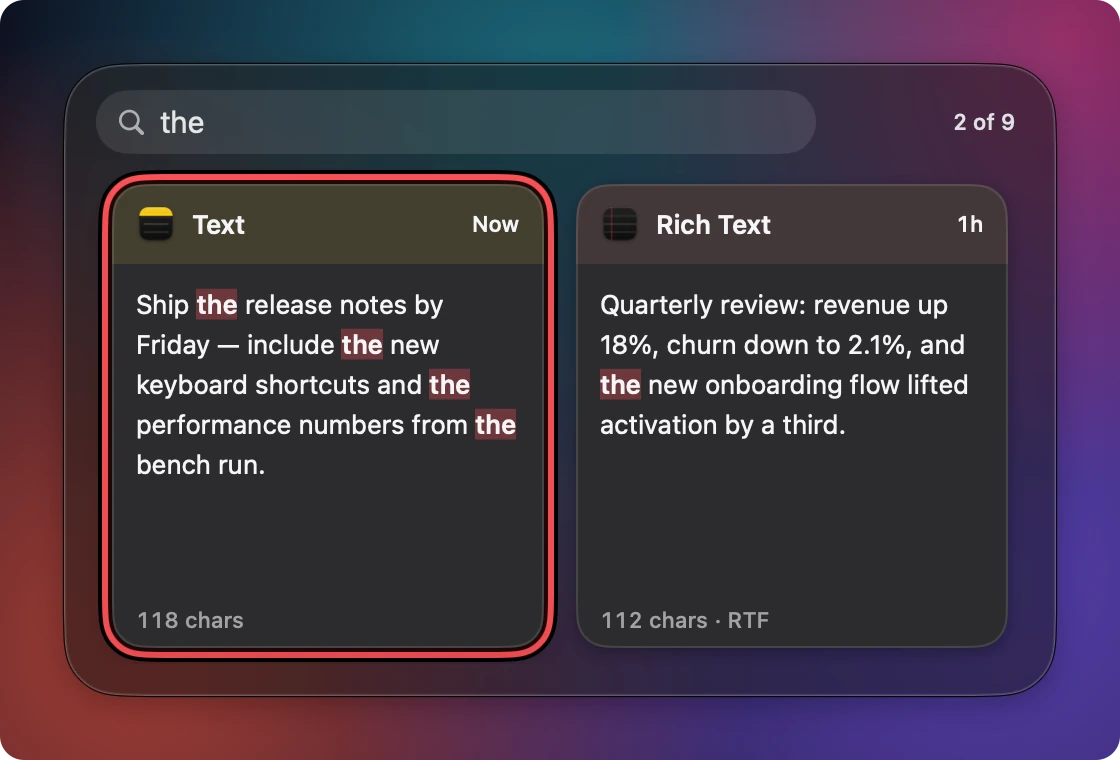 the
2 of 9
Text
Now
Ship the release notes by
Friday — include the new
keyboard shortcuts and the
performance numbers from the
bench run.
118 chars
Rich Text
1h
Quarterly review: revenue up
18%, churn down to 2.1%, and
the new onboarding flow lifted
activation by a third.
112 chars · RTF